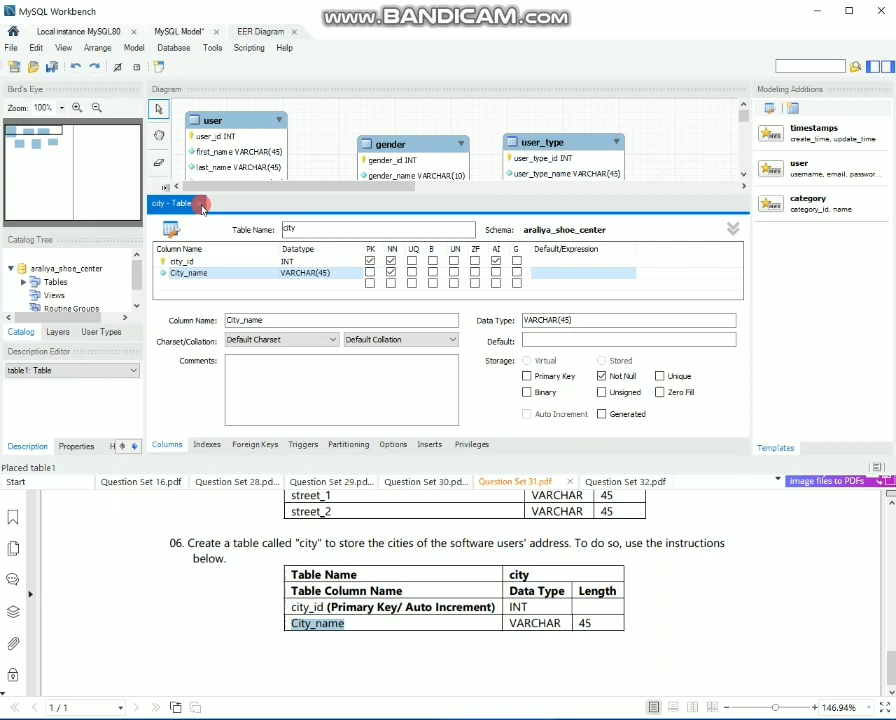 www.BANDICAM.com
MySQL Workbench
Local instance MySQL80 × MySQL Model* × EER Diagram ×
File Edit View Arrange Model Database Tools Scripting Help
Bird's Eye
Zoom: 100%
Diagram
user
user_id INT
first_name VARCHAR(45)
last_name VARCHAR(45)
gender
gender_id INT
gender_name VARCHAR(10)
user_type
user_type_id INT
user_type_name VARCHAR(45)
Modeling Additions
timestamps
create_time, update_time
user
username, email, passwor...
category
category_id, name
Templates
Catalog Tree
araliya_shoe_center
Tables
Views
Routine Groups
Catalog Layers User Types
Description Editor
table1: Table
Description Properties H
city - Table
Table Name: city Schema: araliya_shoe_center
Column Name Datatype PK NN UQ B UN ZF AI G Default/Expression
city_id INT
City_name VARCHAR(45)
Column Name: City_name Data Type: VARCHAR(45)
Charset/Collation: Default Charset Default Collation Default:
Comments: Storage: Virtual Stored
Primary Key Not Null Unique
Binary Unsigned Zero Fill
Auto Increment Generated
Columns Indexes Foreign Keys Triggers Partitioning Options Inserts Privileges
Placed table1
Start Question Set 16.pdf Question Set 28.pd... Question Set 29.pd... Question Set 30.pd... Question Set 31.pdf × Question Set 32.pdf image files to PDFs
street_1 VARCHAR 45
street_2 VARCHAR 45
06. Create a table called "city" to store the cities of the software users' address. To do so, use the instructions
below.
Table Name city
Table Column Name Data Type Length
city_id (Primary Key/ Auto Increment) INT
City_name VARCHAR 45
1 / 1 146.94%